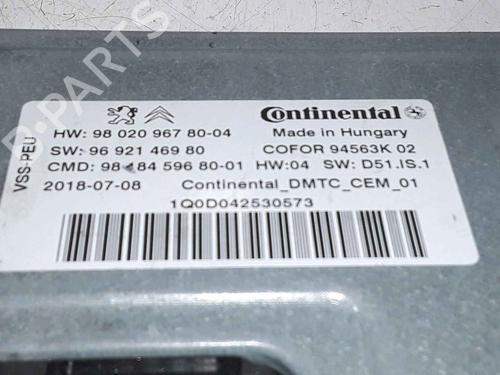 Continental
HW: 98 020 967 80-04 Made in Hungary
SW: 96 921 469 80 COFOR 94563K 02
CMD: 98 184 596 80-01 HW:04 SW: D51.IS.1
2018-07-08 Continental_DMTC_CEM_01
1Q0D042530573
VSS-PEU
B-PARTS